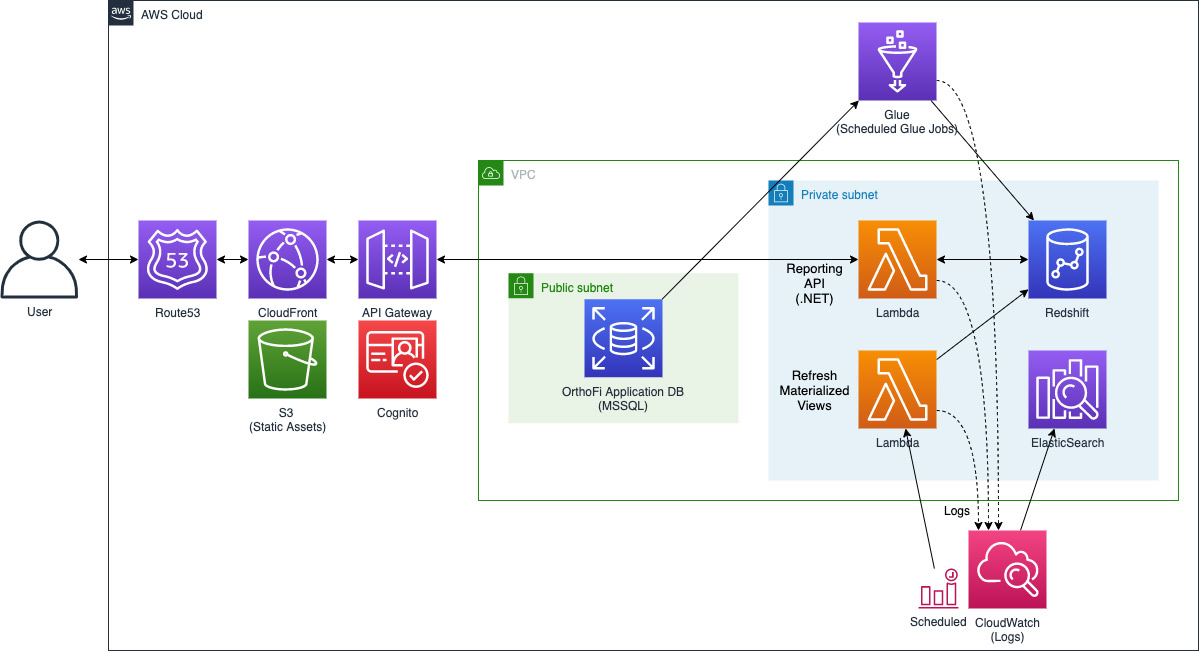 aws
AWS Cloud
Glue
(Scheduled Glue Jobs)
VPC
Private subnet
User
53
Route53
CloudFront
</>
API Gateway
Reporting
API
(.NET)
Lambda
Redshift
Public subnet
OrthoFi Application DB
(MSSQL)
S3
(Static Assets)
Cognito
Refresh
Materialized
Views
Lambda
ElasticSearch
Logs
Scheduled
CloudWatch
(Logs)